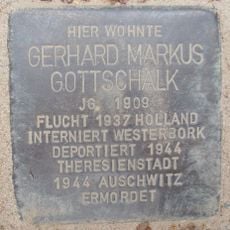 HIER WOHNTE
GERHARD MARKUS
GOTTSCHALK
JG. 1909
FLUCHT 1937 HOLLAND
INTERNIERT WESTERBORK
DEPORTIERT 1944
THERESIENSTADT
1944 AUSCHWITZ
ERMORDET